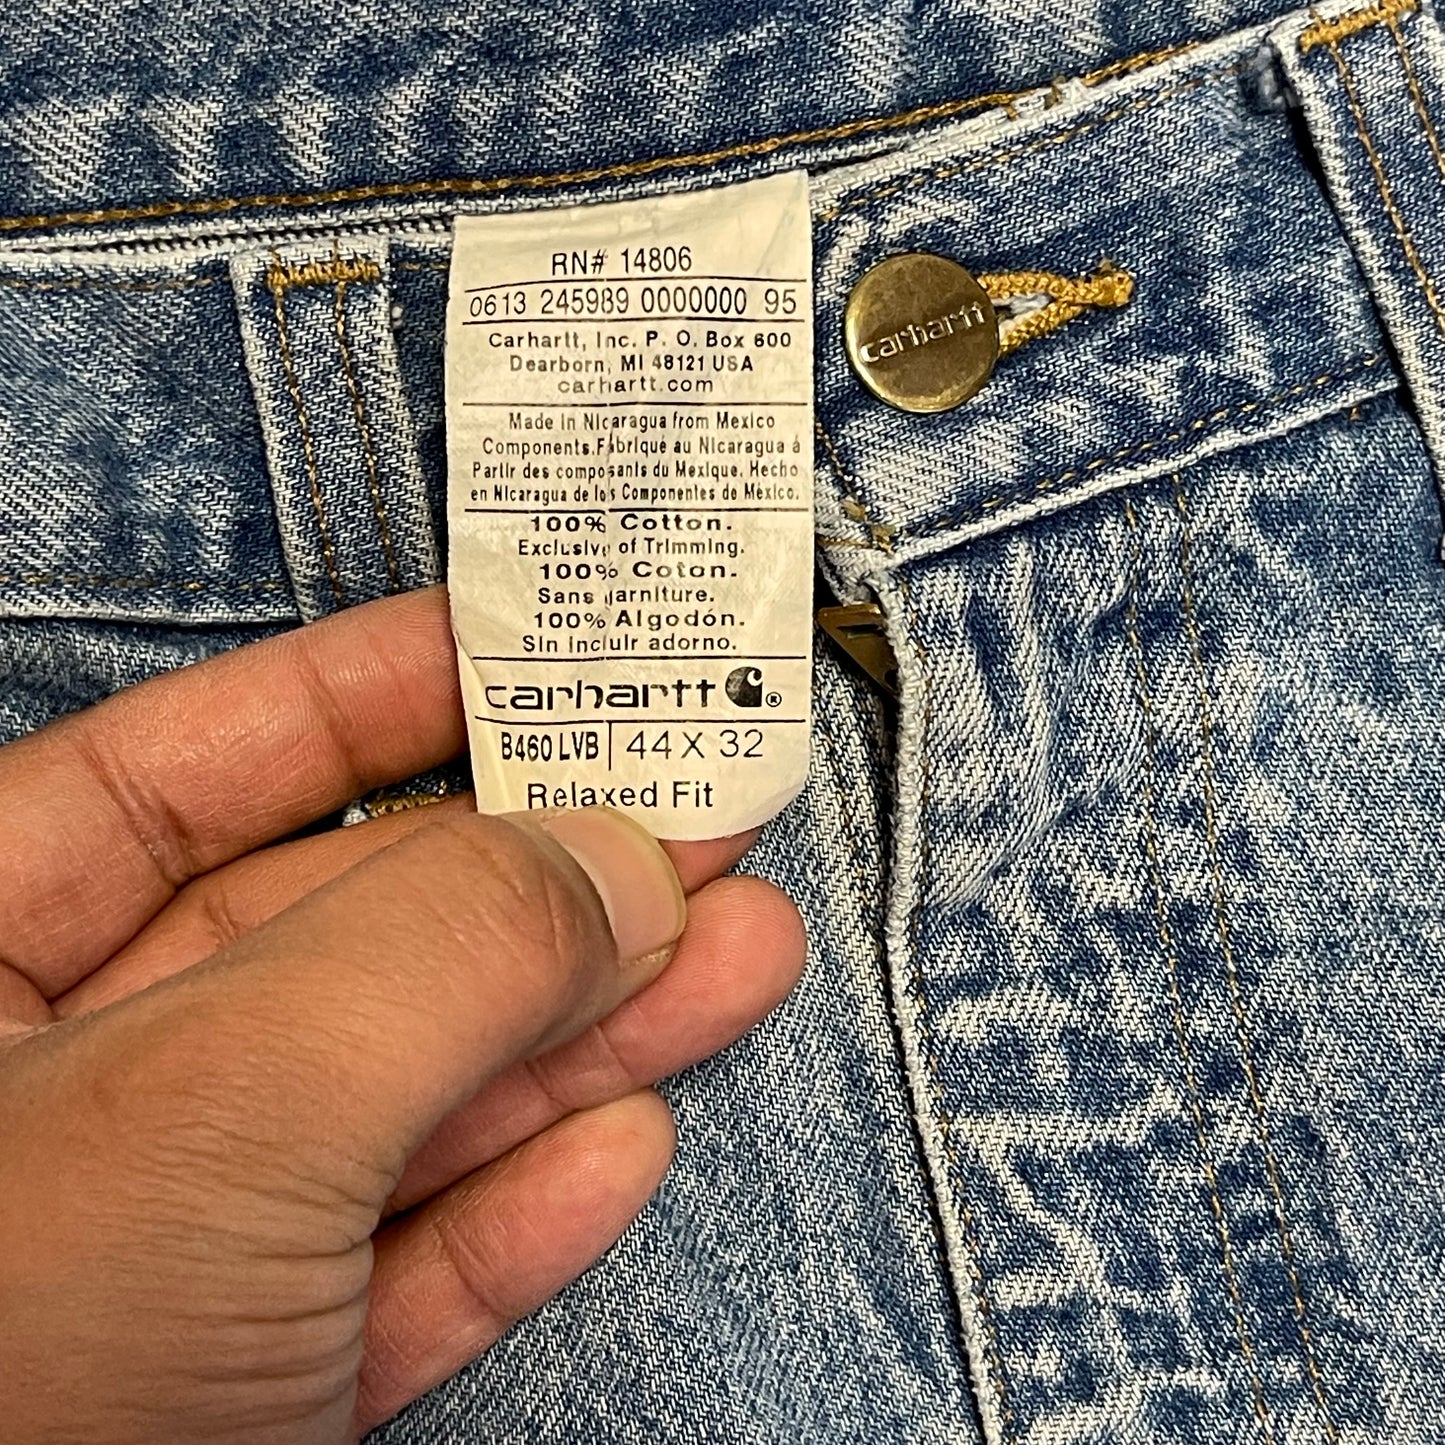 RN# 14806
0613 245989 0000000 95
Carhartt, Inc. P. O. Box 600
Dearborn, MI 48121 USA
carhartt.com
Made in Nicaragua from Mexico
Components.Fabriqué au Nicaragua á
Partir des composants du Mexique. Hecho
en Nicaragua de los Componentes de México.
100% Cotton.
Exclusive of Trimming.
100% Coton.
Sans garniture.
100% Algodón.
Sin incluir adorno.
carhartt ®
B460 LVB 44 X 32
Relaxed Fit
carhartt